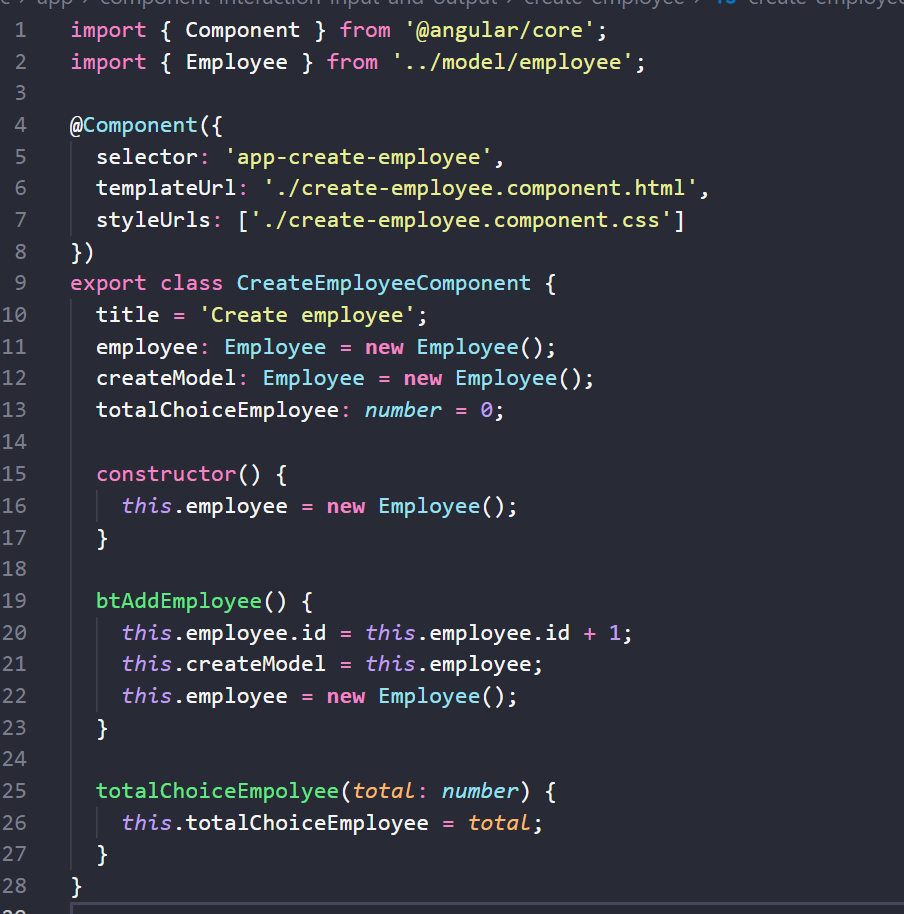 app > component-interaction-input-and-output > create-employee > TS create-employee
1 import { Component } from '@angular/core';
2 import { Employee } from '../model/employee';
3
4 @Component({
5   selector: 'app-create-employee',
6   templateUrl: './create-employee.component.html',
7   styleUrls: ['./create-employee.component.css']
8 })
9 export class CreateEmployeeComponent {
10   title = 'Create employee';
11   employee: Employee = new Employee();
12   createModel: Employee = new Employee();
13   totalChoiceEmployee: number = 0;
14
15   constructor() {
16     this.employee = new Employee();
17   }
18
19   btAddEmployee() {
20     this.employee.id = this.employee.id + 1;
21     this.createModel = this.employee;
22     this.employee = new Employee();
23   }
24
25   totalChoiceEmpolyee(total: number) {
26     this.totalChoiceEmployee = total;
27   }
28 }